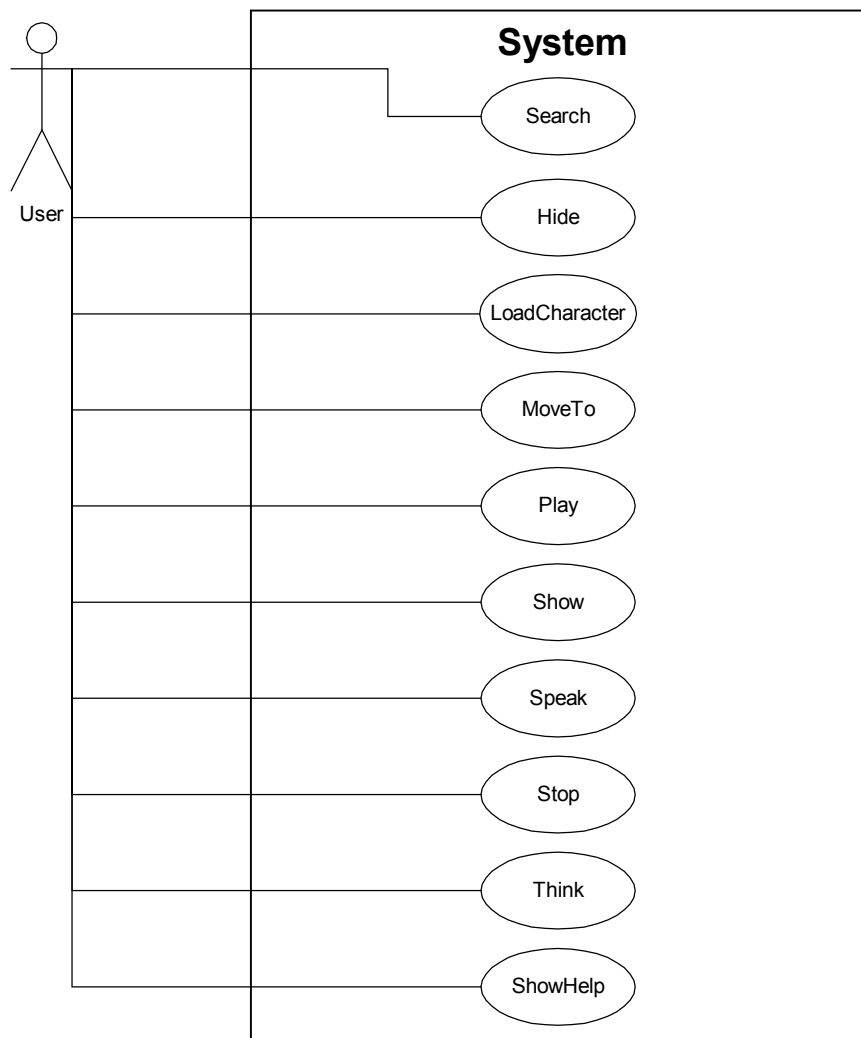 System
Search
User
Hide
LoadCharacter
MoveTo
Play
Show
Speak
Stop
Think
ShowHelp